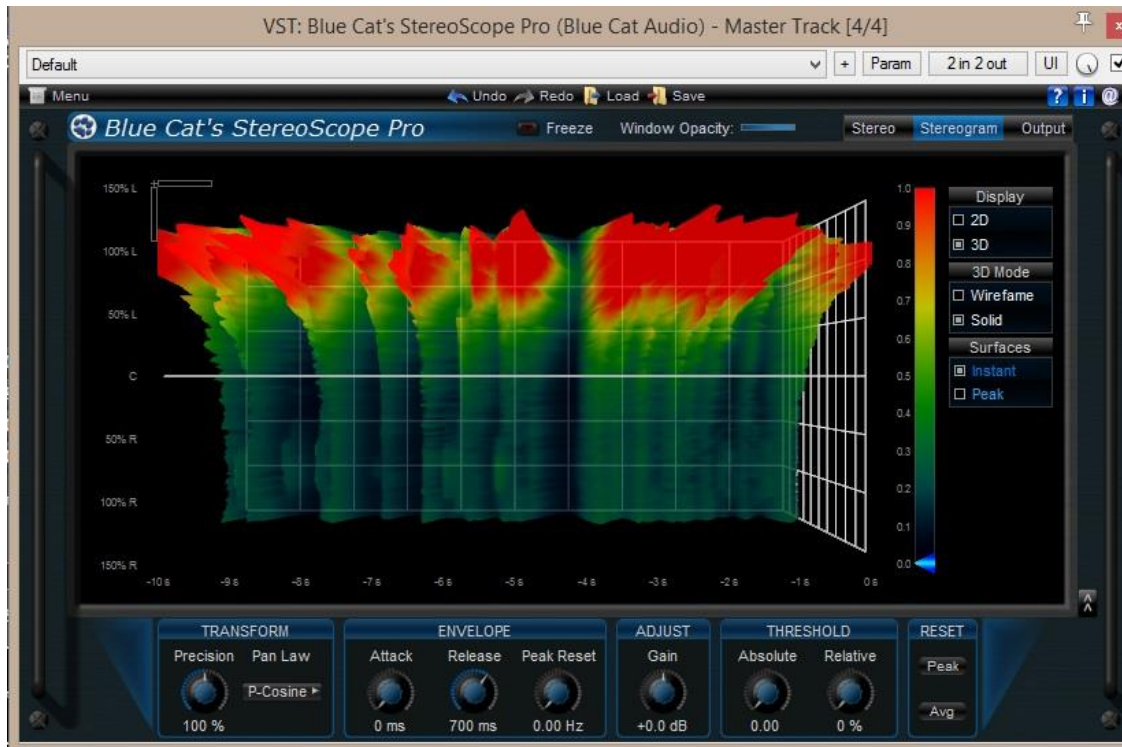 VST: Blue Cat's StereoScope Pro (Blue Cat Audio) - Master Track [4/4]
x
Default + Param 2 in 2 out UI
Menu Undo Redo Load Save ? i @
Blue Cat's StereoScope Pro Freeze Window Opacity: Stereo Stereogram Output
150% L
100% L
50% L
C
50% R
100% R
150% R
-10 s -9 s -8 s -7 s -6 s -5 s -4 s -3 s -2 s -1 s 0 s
1.0
0.9
0.8
0.7
0.6
0.5
0.4
0.3
0.2
0.1
0.0
Display
2D
3D
3D Mode
Wirefame
Solid
Surfaces
Instant
Peak
TRANSFORM ENVELOPE ADJUST THRESHOLD RESET
Precision Pan Law Attack Release Peak Reset Gain Absolute Relative
Peak
P-Cosine
Avg
100 % 0 ms 700 ms 0.00 Hz +0.0 dB 0.00 0 %